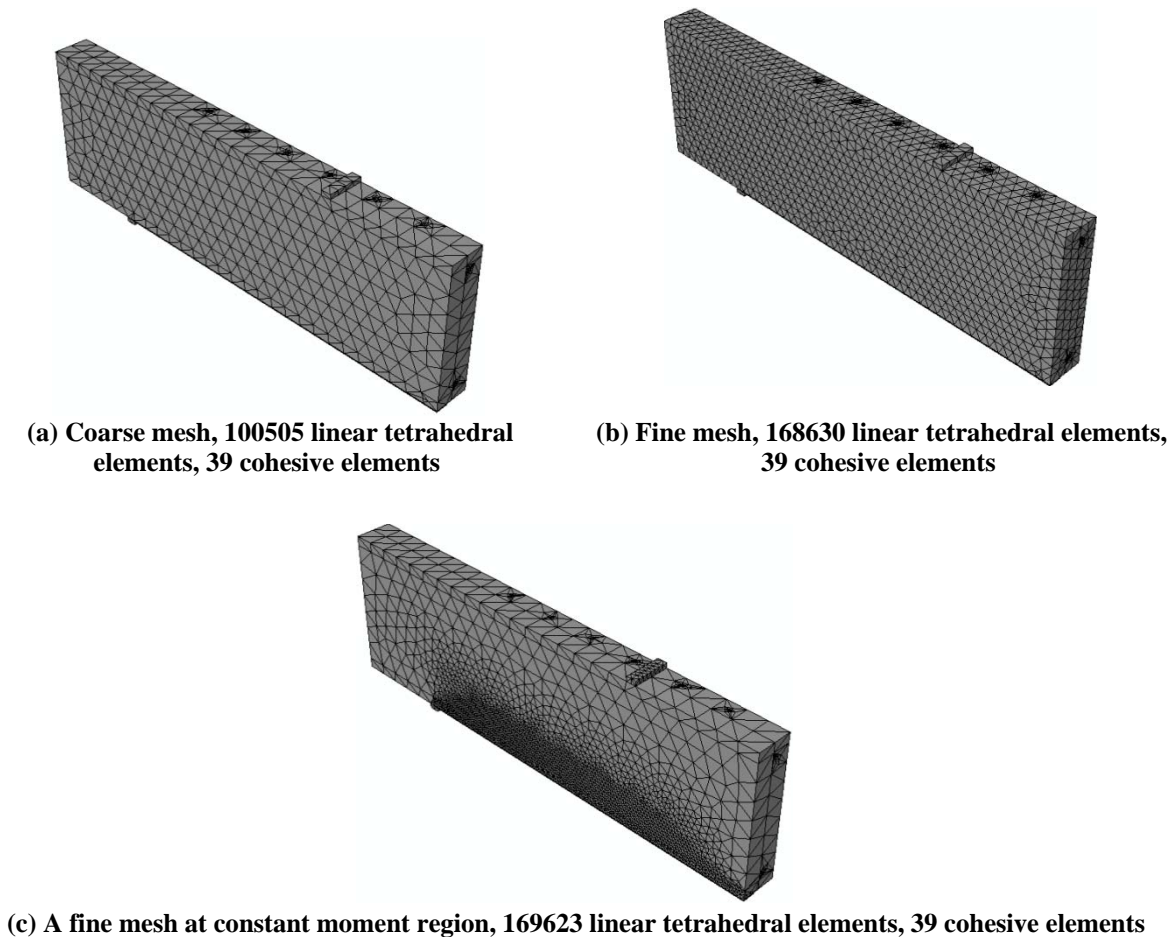 (a) Coarse mesh, 100505 linear tetrahedral
elements, 39 cohesive elements
(b) Fine mesh, 168630 linear tetrahedral elements,
39 cohesive elements
(c) A fine mesh at constant moment region, 169623 linear tetrahedral elements, 39 cohesive elements